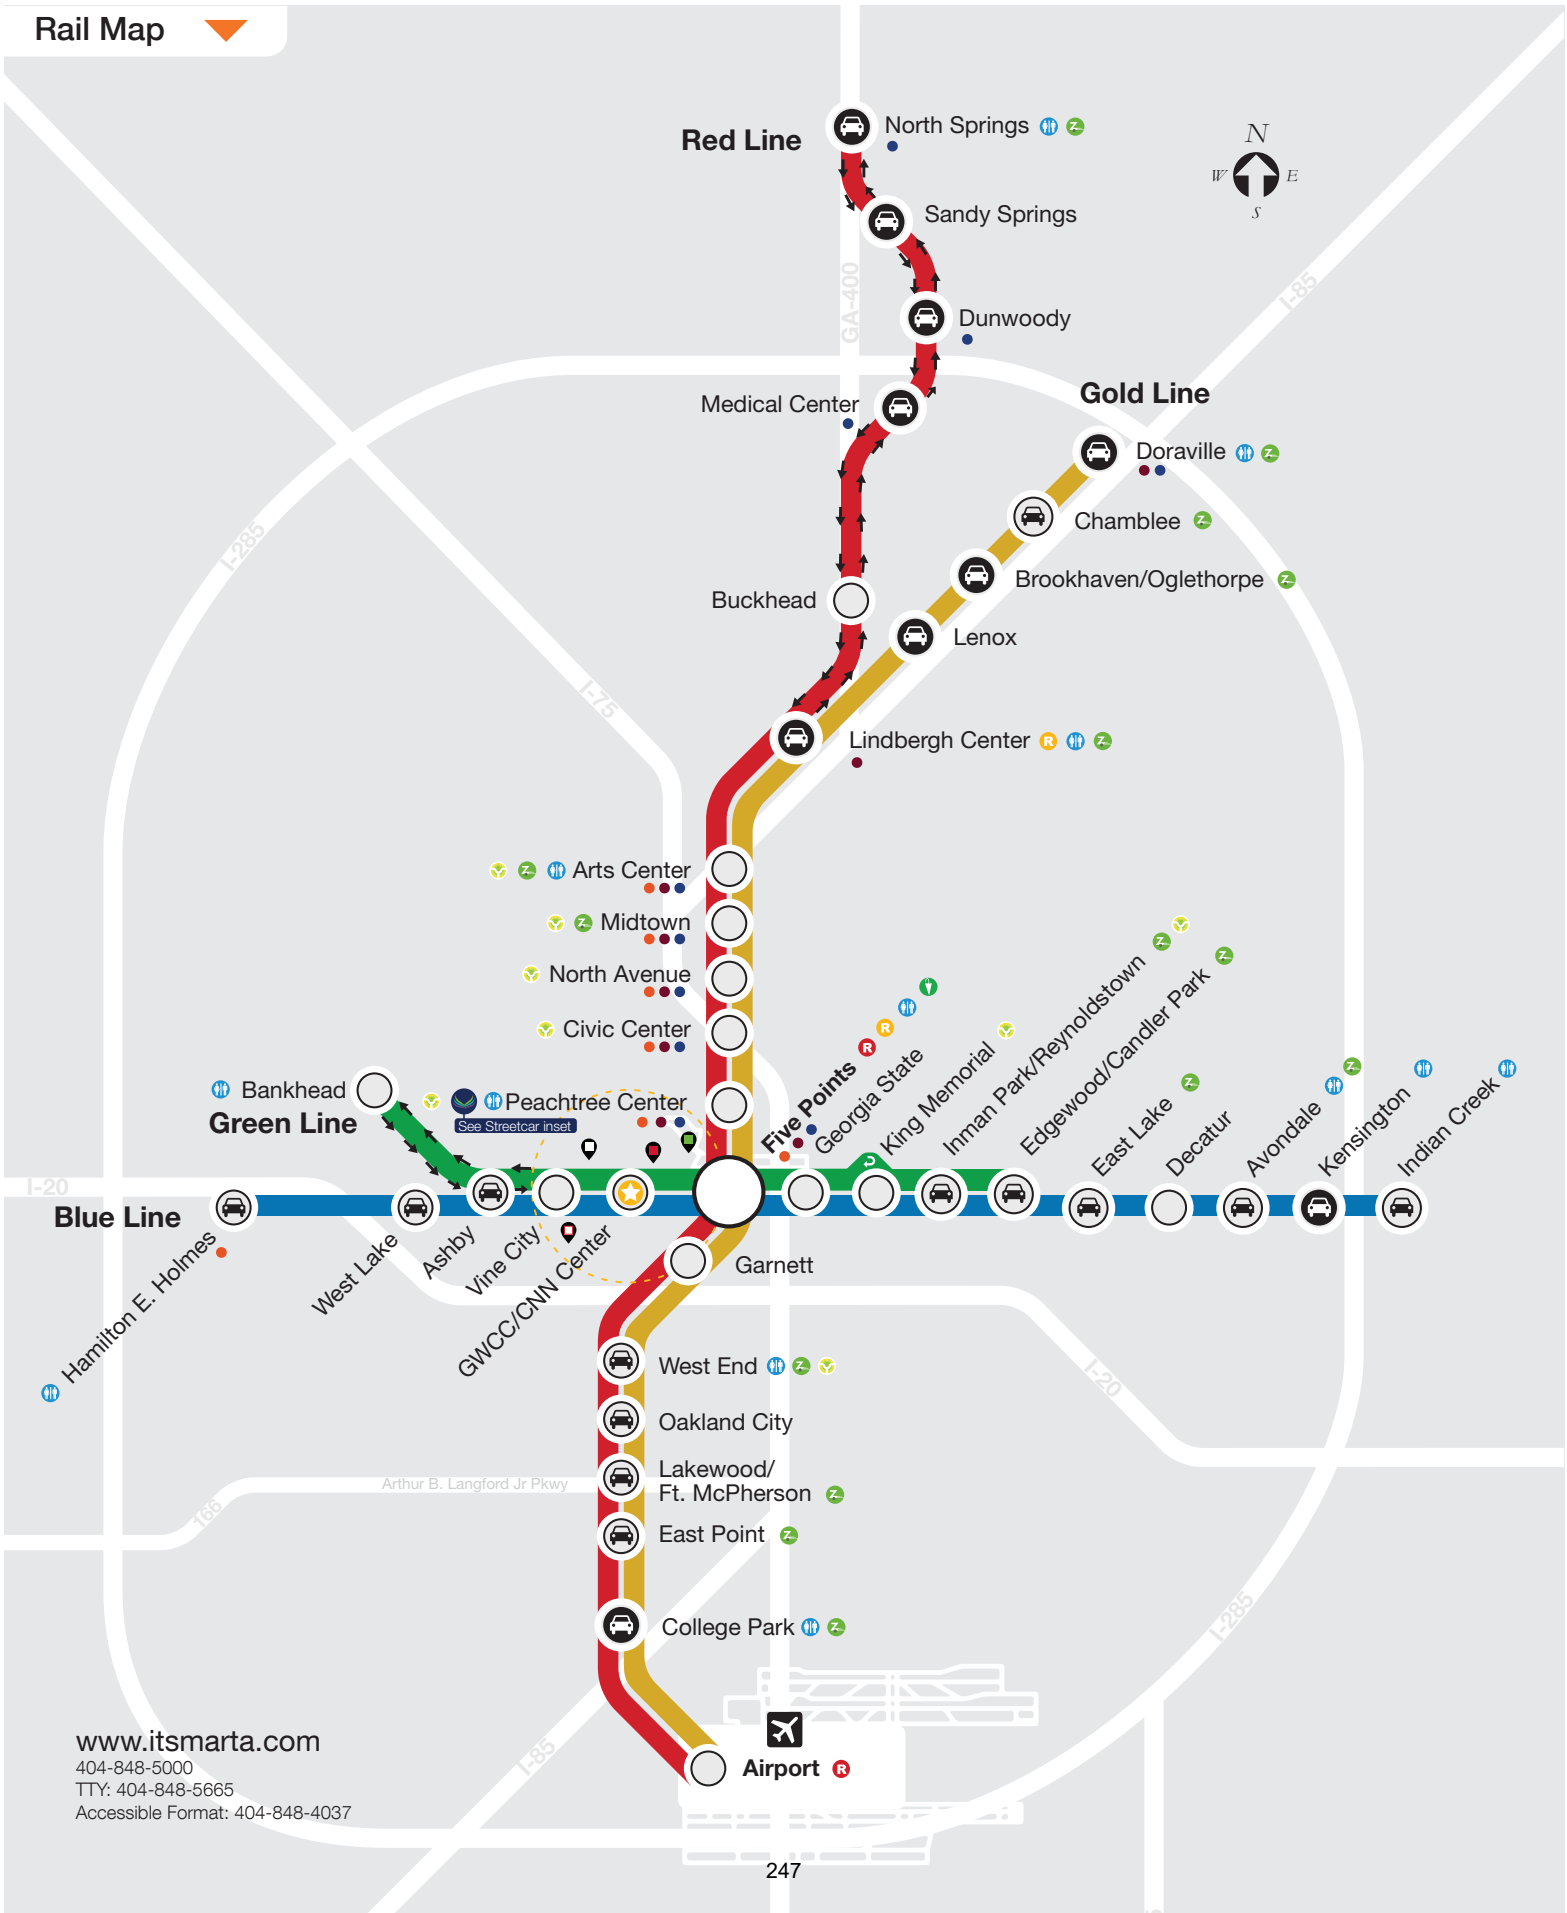 Rail Map
Red Line
North Springs
Z
N
W
E
S
Sandy Springs
GA-400
I-85
Dunwoody
Medical Center
Gold Line
Doraville
Z
Chamblee
Z
Brookhaven/Oglethorpe
Z
I-285
Buckhead
Lenox
I-75
Lindbergh Center
R
Z
Arts Center
Z
Midtown
Z
North Avenue
Civic Center
Bankhead
Green Line
Peachtree Center
See Streetcar inset
Five Points
R
R
Georgia State
King Memorial
Inman Park/Reynoldstown
Z
Edgewood/Candler Park
Z
East Lake
Z
Decatur
Avondale
Z
Kensington
Indian Creek
I-20
Blue Line
Hamilton E. Holmes
West Lake
Ashby
Vine City
GWCC/CNN Center
Garnett
West End
Z
I-20
Oakland City
Lakewood/
Ft. McPherson
Z
Arthur B. Langford Jr Pkwy
166
East Point
Z
College Park
Z
I-285
I-85
Airport
R
www.itsmarta.com
404-848-5000
TTY: 404-848-5665
Accessible Format: 404-848-4037
247